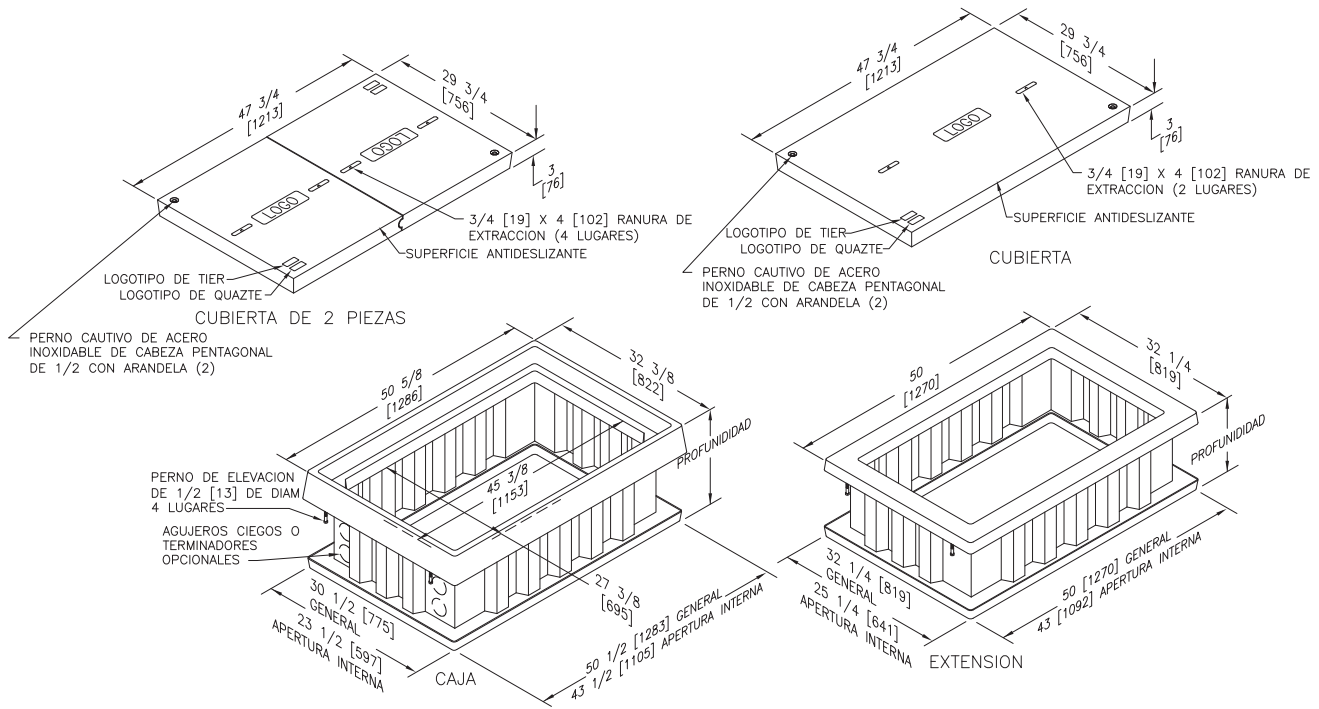 47 3/4
[1213]
29 3/4
[756]
3
[76]
LOGO
LOGO
3/4 [19] X 4 [102] RANURA DE
EXTRACCION (4 LUGARES)
SUPERFICIE ANTIDESLIZANTE
LOGOTIPO DE TIER
LOGOTIPO DE QUAZTE
CUBIERTA DE 2 PIEZAS
PERNO CAUTIVO DE ACERO
INOXIDABLE DE CABEZA PENTAGONAL
DE 1/2 CON ARANDELA (2)
47 3/4
[1213]
29 3/4
[756]
3
[76]
LOGO
3/4 [19] X 4 [102] RANURA DE
EXTRACCION (2 LUGARES)
SUPERFICIE ANTIDESLIZANTE
LOGOTIPO DE TIER
LOGOTIPO DE QUAZTE
CUBIERTA
PERNO CAUTIVO DE ACERO
INOXIDABLE DE CABEZA PENTAGONAL
DE 1/2 CON ARANDELA (2)
50 5/8
[1286]
32 3/8
[822]
PROFUNIDIDAD
45 3/8
[1153]
PERNO DE ELEVACION
DE 1/2 [13] DE DIAM
4 LUGARES
AGUJEROS CIEGOS O
TERMINADORES
OPCIONALES
27 3/8
[695]
30 1/2 [775]
GENERAL
23 1/2 [597]
APERTURA INTERNA
50 1/2 [1283] GENERAL
43 1/2 [1105] APERTURA INTERNA
CAJA
50
[1270]
32 1/4
[819]
PROFUNIDIDAD
32 1/4 [819]
GENERAL
25 1/4 [641]
APERTURA INTERNA
50 [1270] GENERAL
43 [1092] APERTURA INTERNA
EXTENSION